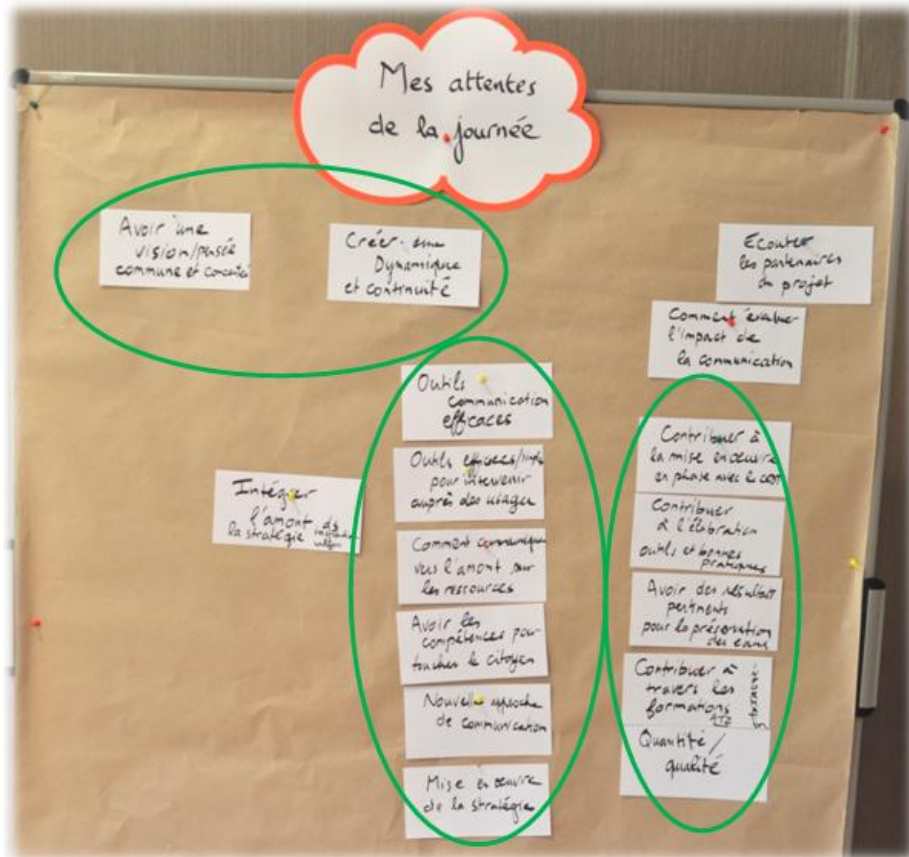 Mes attentes
de la journée
Avoir une
vision/pensée
commune et
Créer une
Dynamique
et continuité
Ecouter
les partenaires
du projet
Comment évaluer
l'impact de
la communication
Outils
communication
efficaces
Outils efficaces/
pour intervenir
auprès des usagers
Comment communiquer
vers l'amont sur
les ressources
Avoir les
compétences pour
toucher le citoyen
Nouvelle approche
de communication
Mise en œuvre
de la stratégie
Intégrer
l'amont ds
la stratégie
Contribuer à
la mise en œuvre
en phase avec le
Contribuer
à l'élaboration
outils et bonnes
pratiques
Avoir des résultats
pertinents
pour la préservation
des eaux
Contribuer à
travers les
formations
Quantité/
qualité